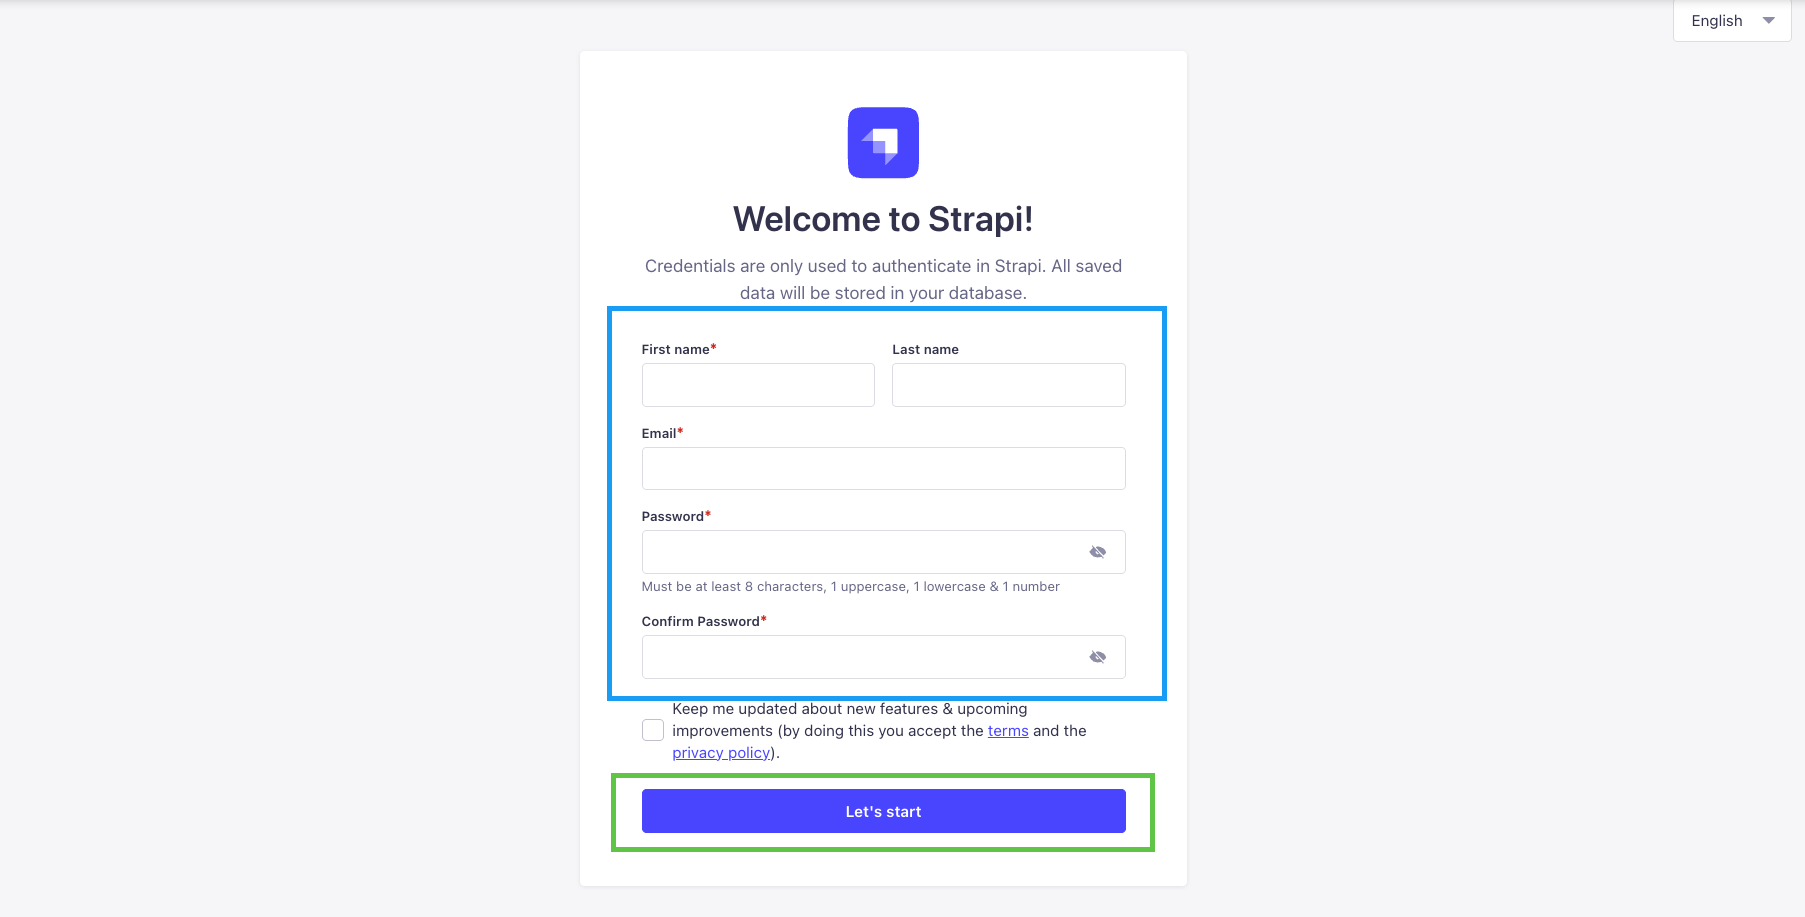 English
Welcome to Strapi!
Credentials are only used to authenticate in Strapi. All saved
data will be stored in your database.
First name* Last name
Email*
Password*
Must be at least 8 characters, 1 uppercase, 1 lowercase & 1 number
Confirm Password*
Keep me updated about new features & upcoming
improvements (by doing this you accept the terms and the
privacy policy).
Let's start